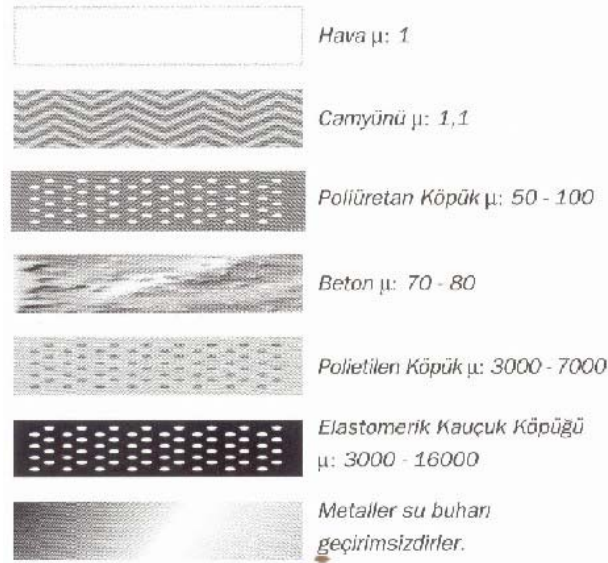 Hava µ: 1
Camyünü µ: 1,1
Poliüretan Köpük µ: 50 - 100
Beton µ: 70 - 80
Polietilen Köpük µ: 3000 - 7000
Elastomerik Kauçuk Köpüğü
µ: 3000 - 16000
Metaller su buharı
geçirimsizdirler.